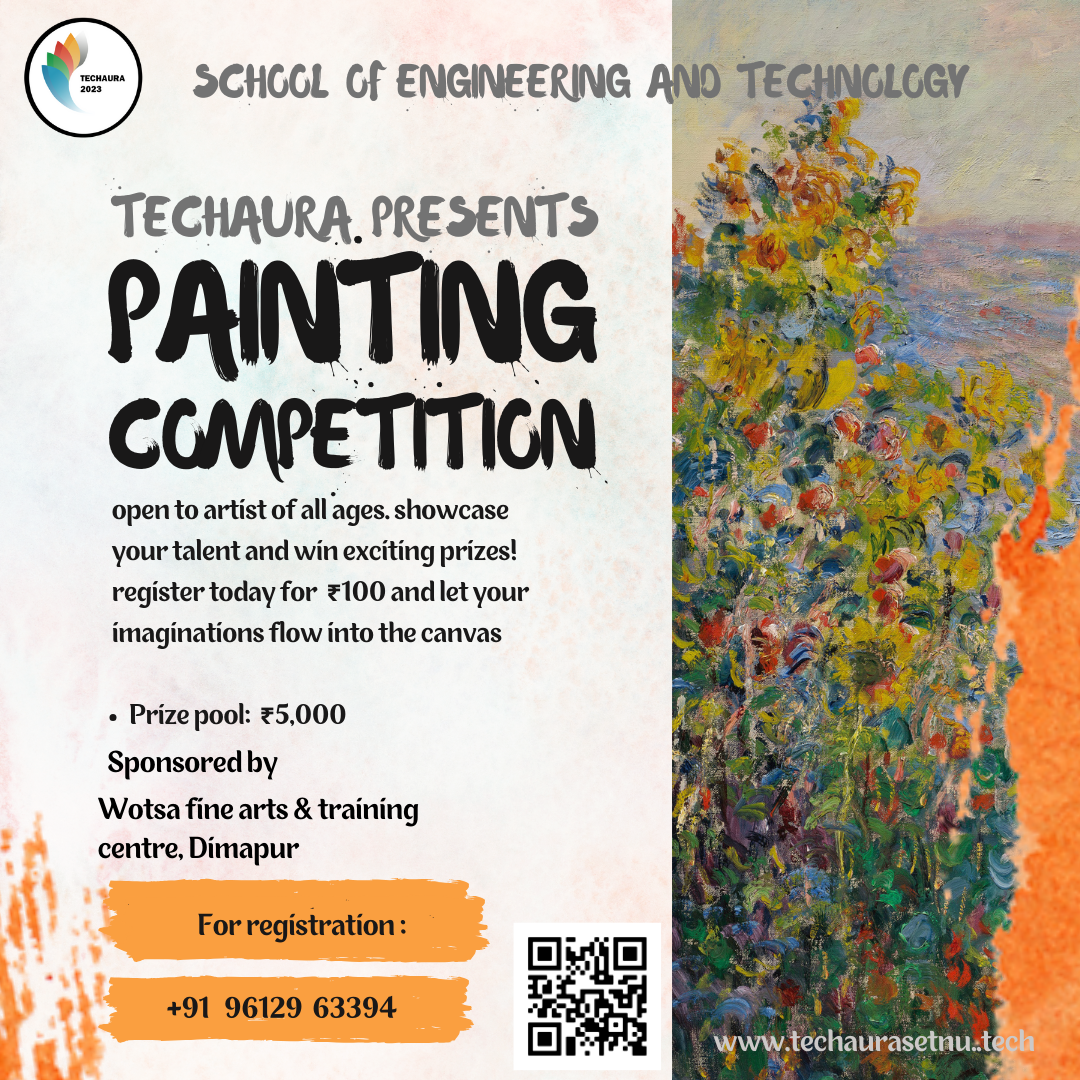 TECHAURA
2023
SCHOOL Of ENGINEERING AND TECHNOLOGY
TECHAURA PRESENTS
PAINTING
COMPETITION
open to artist of all ages. showcase
your talent and win exciting prizes!
register today for ₹100 and let your
imaginations flow into the canvas
• Prize pool: ₹5,000
Sponsored by
Wotsa fine arts & training
centre, Dimapur
For registration :
+91 96129 63394
www.techaurasetnu..tech